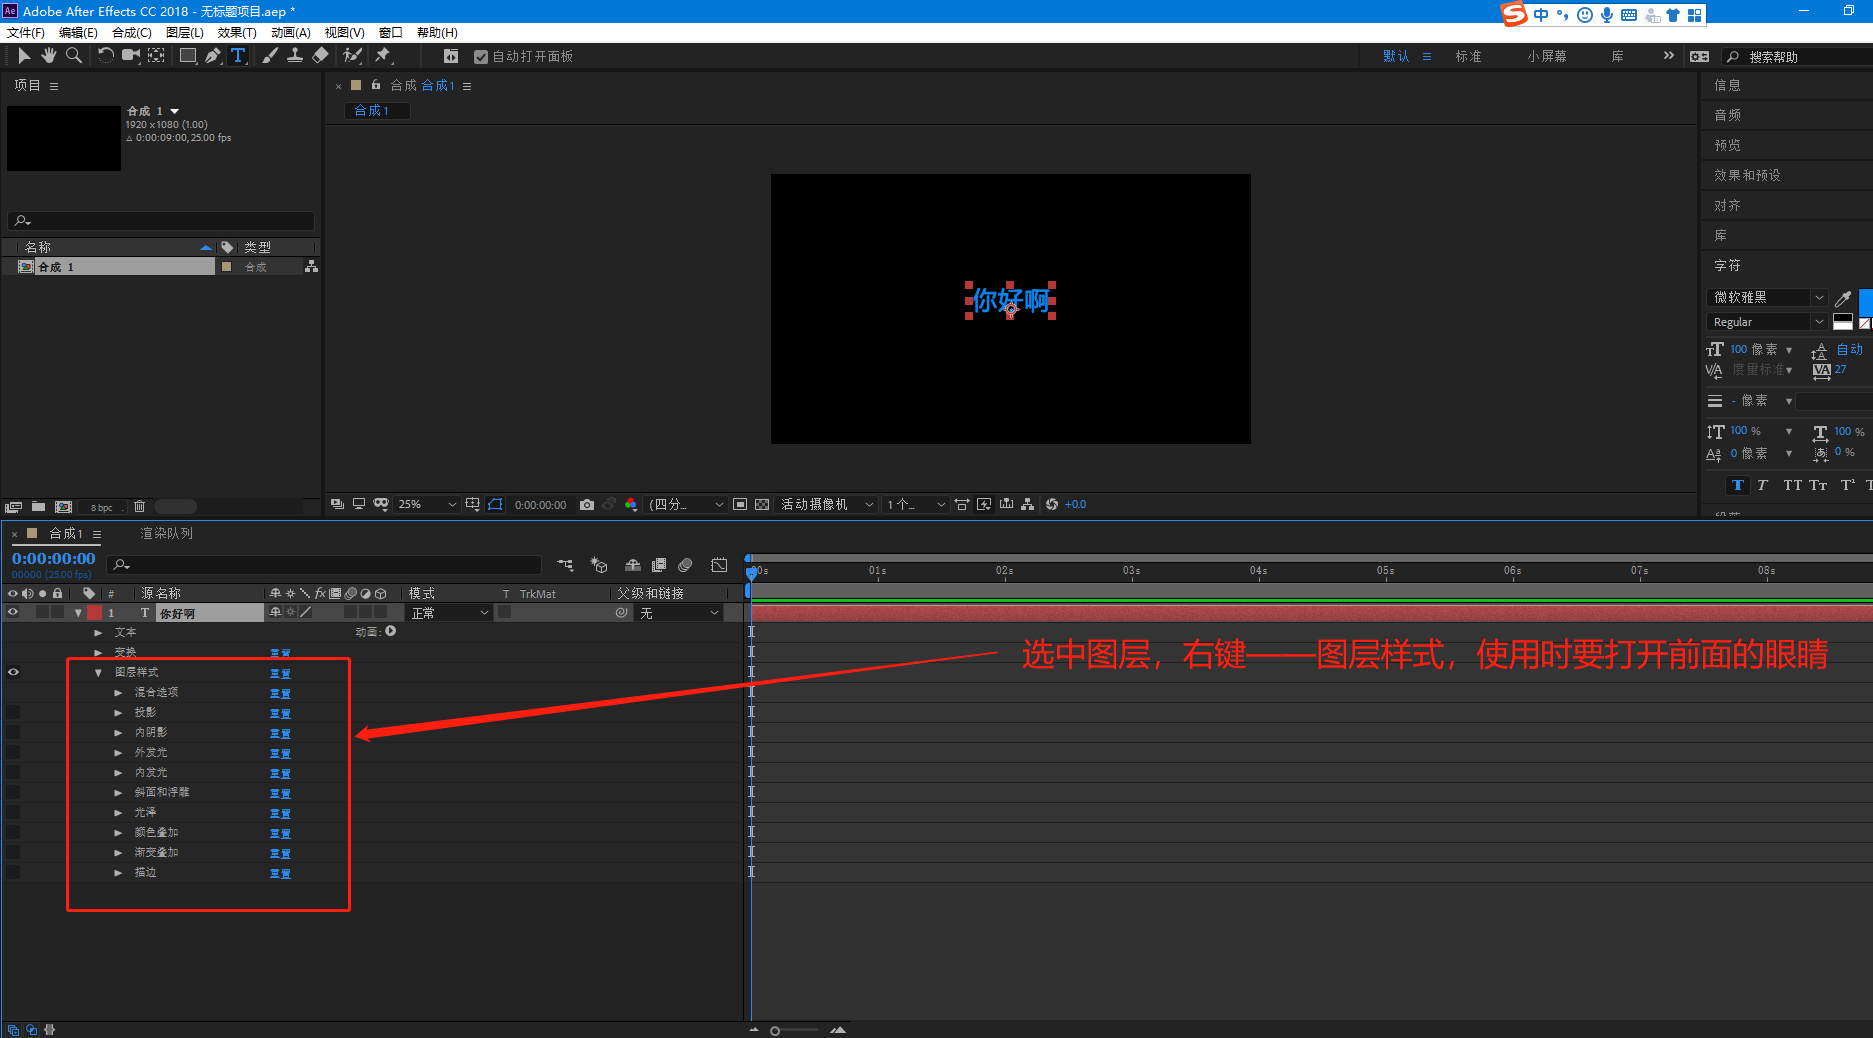 Ae Adobe After Effects CC 2018 - 无标题项目.aep *
中
文件(F) 编辑(E) 合成(C) 图层(L) 效果(T) 动画(A) 视图(V) 窗口 帮助(H)
自动打开面板
默认 标准 小屏幕 库 搜索帮助
项目
合成 1
1920 x 1080 (1.00)
△ 0:00:09:00, 25.00 fps
名称 类型
合成 1 合成
8 bpc
× 合成 合成1
合成1
你好啊
25% 0:00:00:00 (四分... 活动摄像机 1个... +0.0
信息
音频
预览
效果和预设
对齐
库
字符
微软雅黑
Regular
100 像素 自动
度量标准 27
- 像素
100 % 100 %
0 像素 0 %
T T TT Tт T¹
× 合成1 渲染队列
0:00:00:00
00000 (25.00 fps)
00s 01s 02s 03s 04s 05s 06s 07s 08s
# 源名称 fx 模式 T TrkMat 父级和链接
1 T 你好啊 正常 无
文本 动画:
变换 重置
图层样式 重置
混合选项 重置
投影 重置
内阴影 重置
外发光 重置
内发光 重置
斜面和浮雕 重置
光泽 重置
颜色叠加 重置
渐变叠加 重置
描边 重置
选中图层，右键——图层样式，使用时要打开前面的眼睛